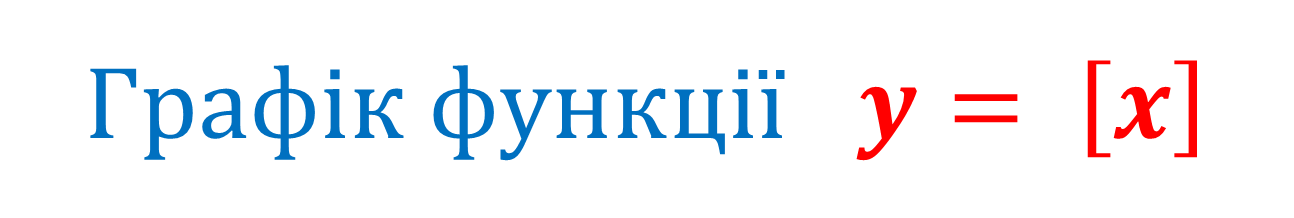 Графік функції y = [x]